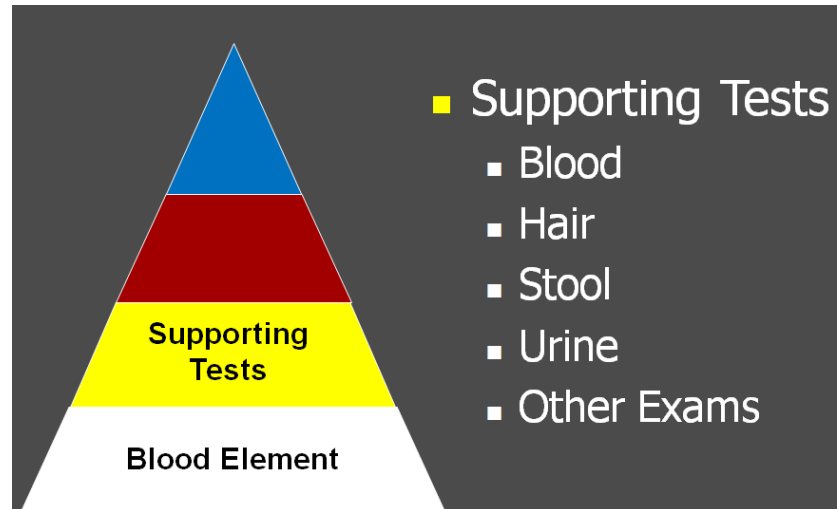 Supporting
Tests
Blood Element
Supporting Tests
Blood
Hair
Stool
Urine
Other Exams